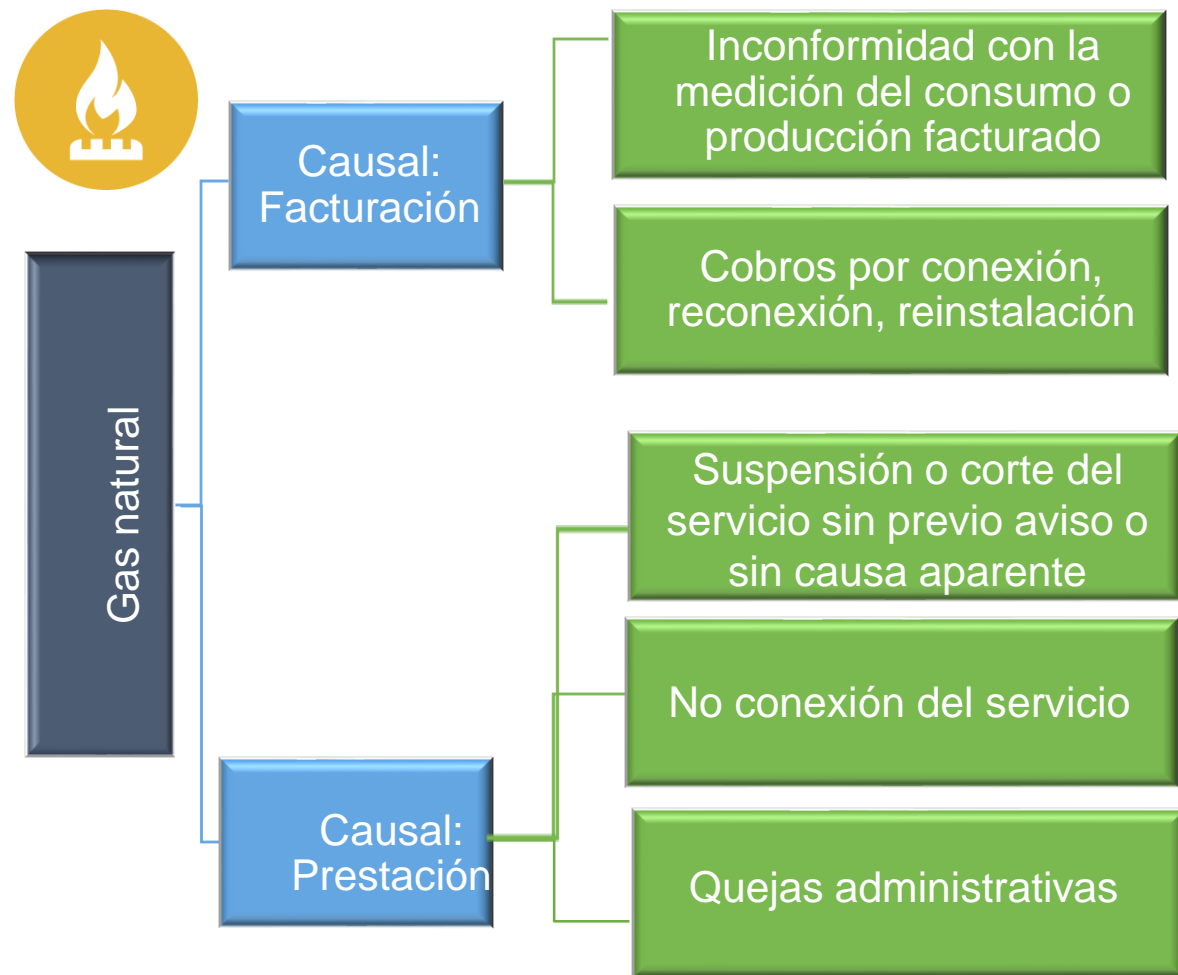 Gas natural
Causal:
Facturación
Inconformidad con la
medición del consumo o
producción facturado
Cobros por conexión,
reconexión, reinstalación
Causal:
Prestación
Suspensión o corte del
servicio sin previo aviso o
sin causa aparente
No conexión del servicio
Quejas administrativas